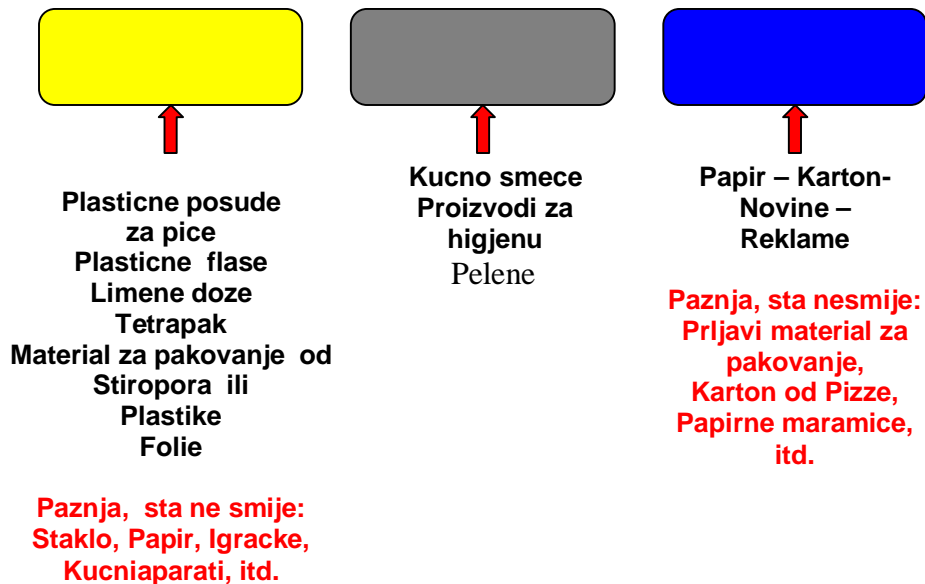 Plasticne posude
za pice
Plasticne flase
Limene doze
Tetrapak
Material za pakovanje od
Stiropora ili
Plastike
Folie
Paznja, sta ne smije:
Staklo, Papir, Igracke,
Kucniaparati, itd.
Kucno smece
Proizvodi za
higjenu
Pelene
Papir – Karton-
Novine –
Reklame
Paznja, sta nesmije:
Prljavi material za
pakovanje,
Karton od Pizze,
Papirne maramice,
itd.